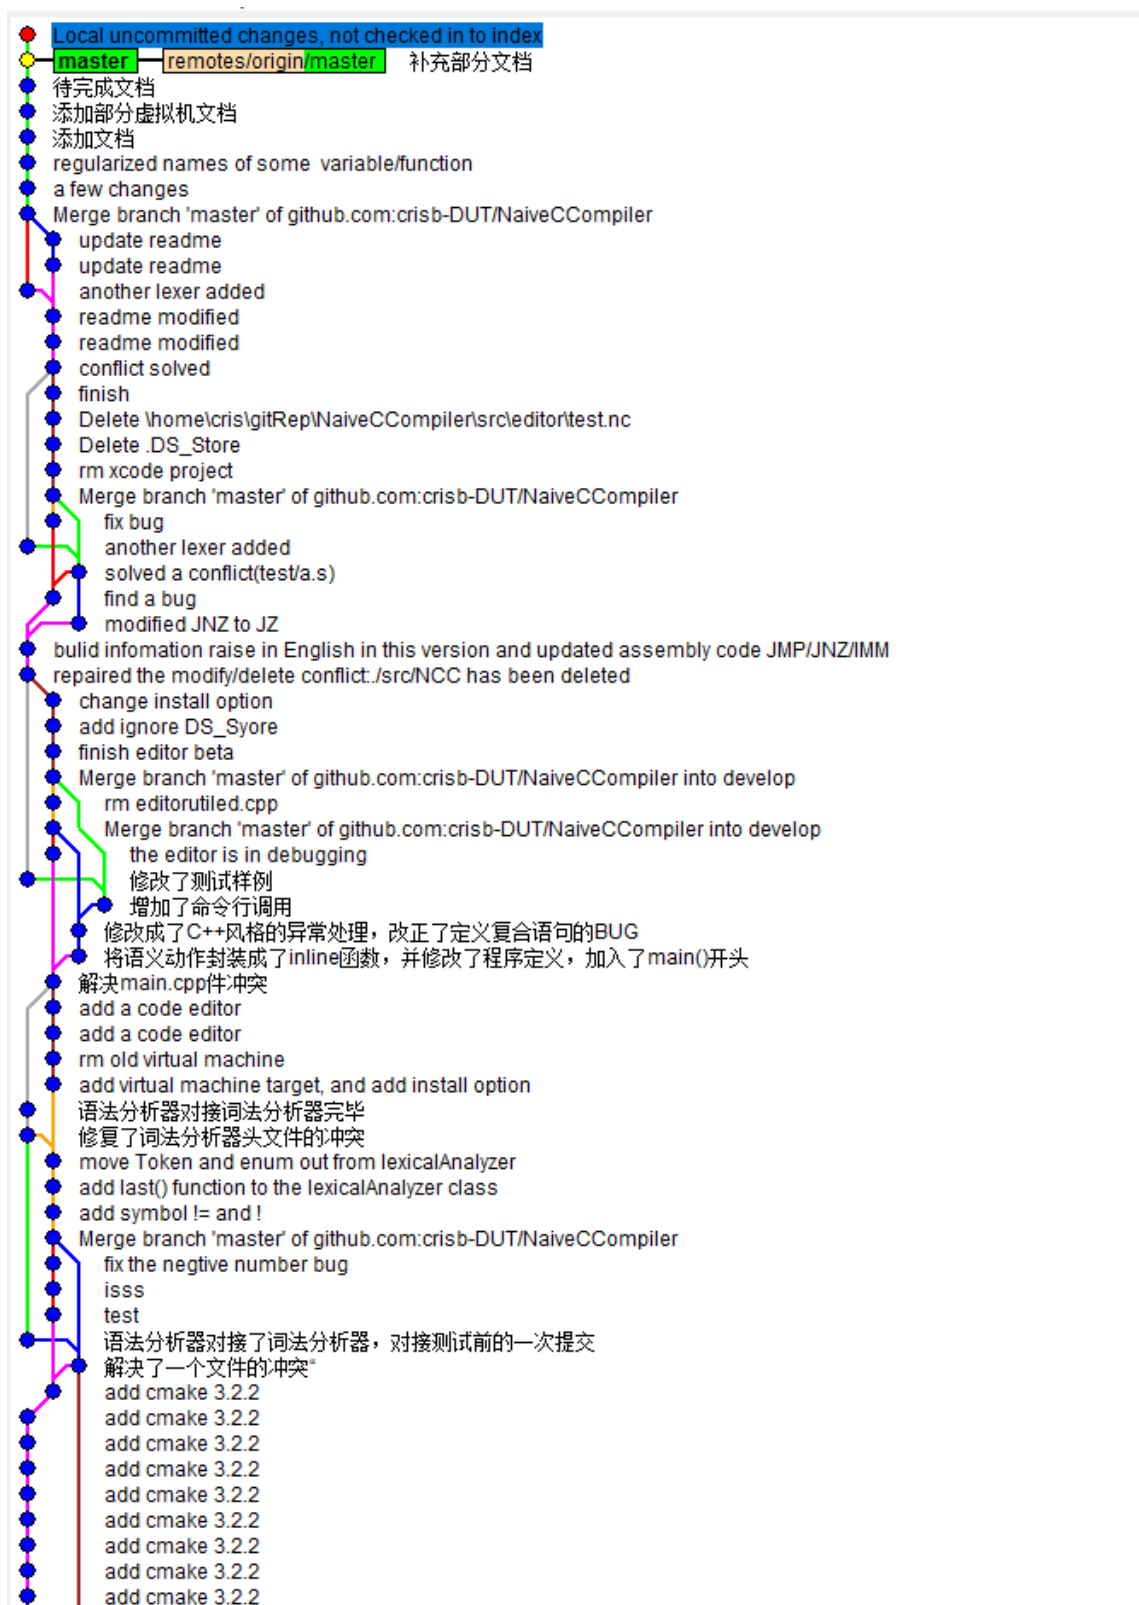 Local uncommitted changes, not checked in to index
master remotes/origin/master 补充部分文档
待完成文档
添加部分虚拟机文档
添加文档
regularized names of some variable/function
a few changes
Merge branch 'master' of github.com:crisb-DUT/NaiveCCompiler
update readme
update readme
another lexer added
readme modified
readme modified
conflict solved
finish
Delete \home\cris\gitRep\NaiveCCompiler\src\editor\test.nc
Delete .DS_Store
rm xcode project
Merge branch 'master' of github.com:crisb-DUT/NaiveCCompiler
fix bug
another lexer added
solved a conflict(test/a.s)
find a bug
modified JNZ to JZ
bulid infomation raise in English in this version and updated assembly code JMP/JNZ/IMM
repaired the modify/delete conflict:./src/NCC has been deleted
change install option
add ignore DS_Syore
finish editor beta
Merge branch 'master' of github.com:crisb-DUT/NaiveCCompiler into develop
rm editorutiled.cpp
Merge branch 'master' of github.com:crisb-DUT/NaiveCCompiler into develop
the editor is in debugging
修改了测试样例
增加了命令行调用
修改成了C++风格的异常处理，改正了定义复合语句的BUG
将语义动作封装成了inline函数，并修改了程序定义，加入了main()开头
解决main.cpp件冲突
add a code editor
add a code editor
rm old virtual machine
add virtual machine target, and add install option
语法分析器对接词法分析器完毕
修复了词法分析器头文件的冲突
move Token and enum out from lexicalAnalyzer
add last() function to the lexicalAnalyzer class
add symbol != and !
Merge branch 'master' of github.com:crisb-DUT/NaiveCCompiler
fix the negtive number bug
isss
test
语法分析器对接了词法分析器，对接测试前的一次提交
解决了一个文件的冲突“
add cmake 3.2.2
add cmake 3.2.2
add cmake 3.2.2
add cmake 3.2.2
add cmake 3.2.2
add cmake 3.2.2
add cmake 3.2.2
add cmake 3.2.2
add cmake 3.2.2